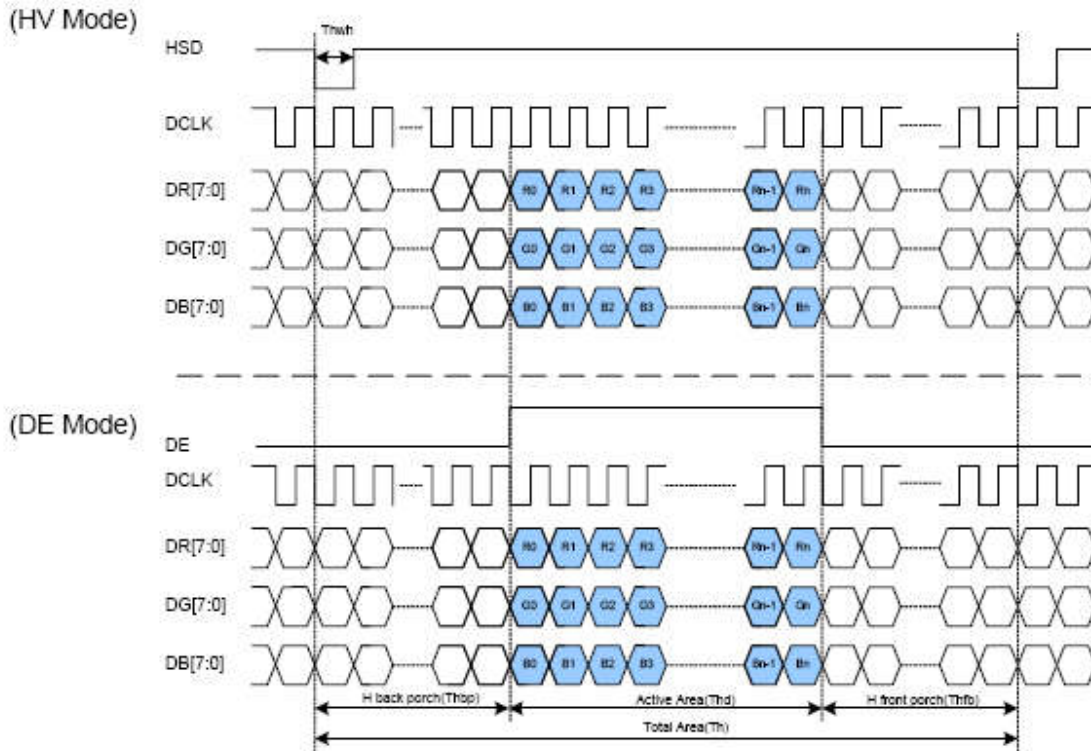 (HV Mode)
Thwh
HSD
DCLK
DR[7:0] R0 R1 R2 R3 Rn-1 Rn
DG[7:0] G0 G1 G2 G3 Gn-1 Gn
DB[7:0] B0 B1 B2 B3 Bn-1 Bn
(DE Mode)
DE
DCLK
DR[7:0] R0 R1 R2 R3 Rn-1 Rn
DG[7:0] G0 G1 G2 G3 Gn-1 Gn
DB[7:0] B0 B1 B2 B3 Bn-1 Bn
H back porch(Thbp) Active Area(Thd) H front porch(Thfp)
Total Area(Th)